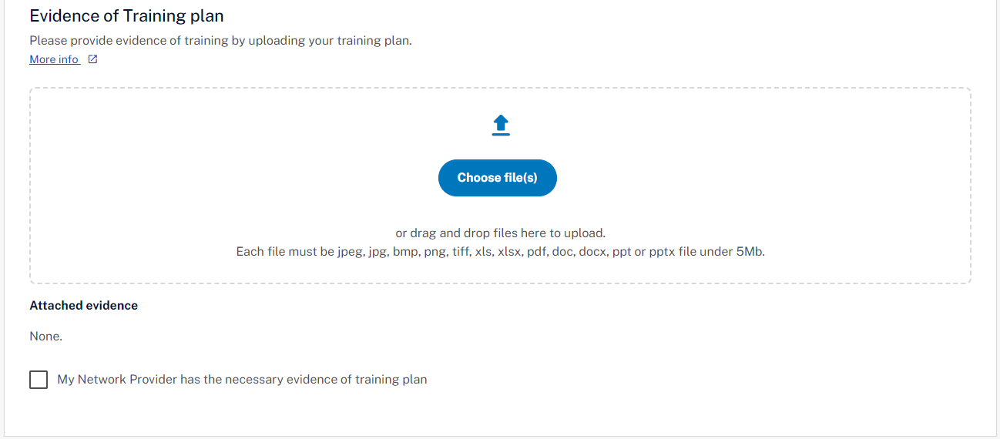 Evidence of Training plan
Please provide evidence of training by uploading your training plan.
More info
Choose file(s)
or drag and drop files here to upload.
Each file must be jpeg, jpg, bmp, png, tiff, xls, xlsx, pdf, doc, docx, ppt or pptx file under 5Mb.
Attached evidence
None.
My Network Provider has the necessary evidence of training plan